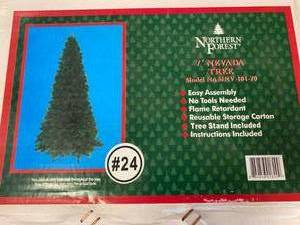 NORTHERN
FOREST
7' NEVADA
TREE
Easy Assembly
No Tools Needed
Flame Retardant
Reusable Storage Carton
Tree Stand Included
Instructions Included
#24